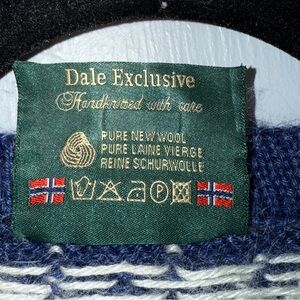 Dale Exclusive
Handknitted with care
PURE NEW WOOL
PURE LAINE VIERGE
REINE SCHURWOLLE
P